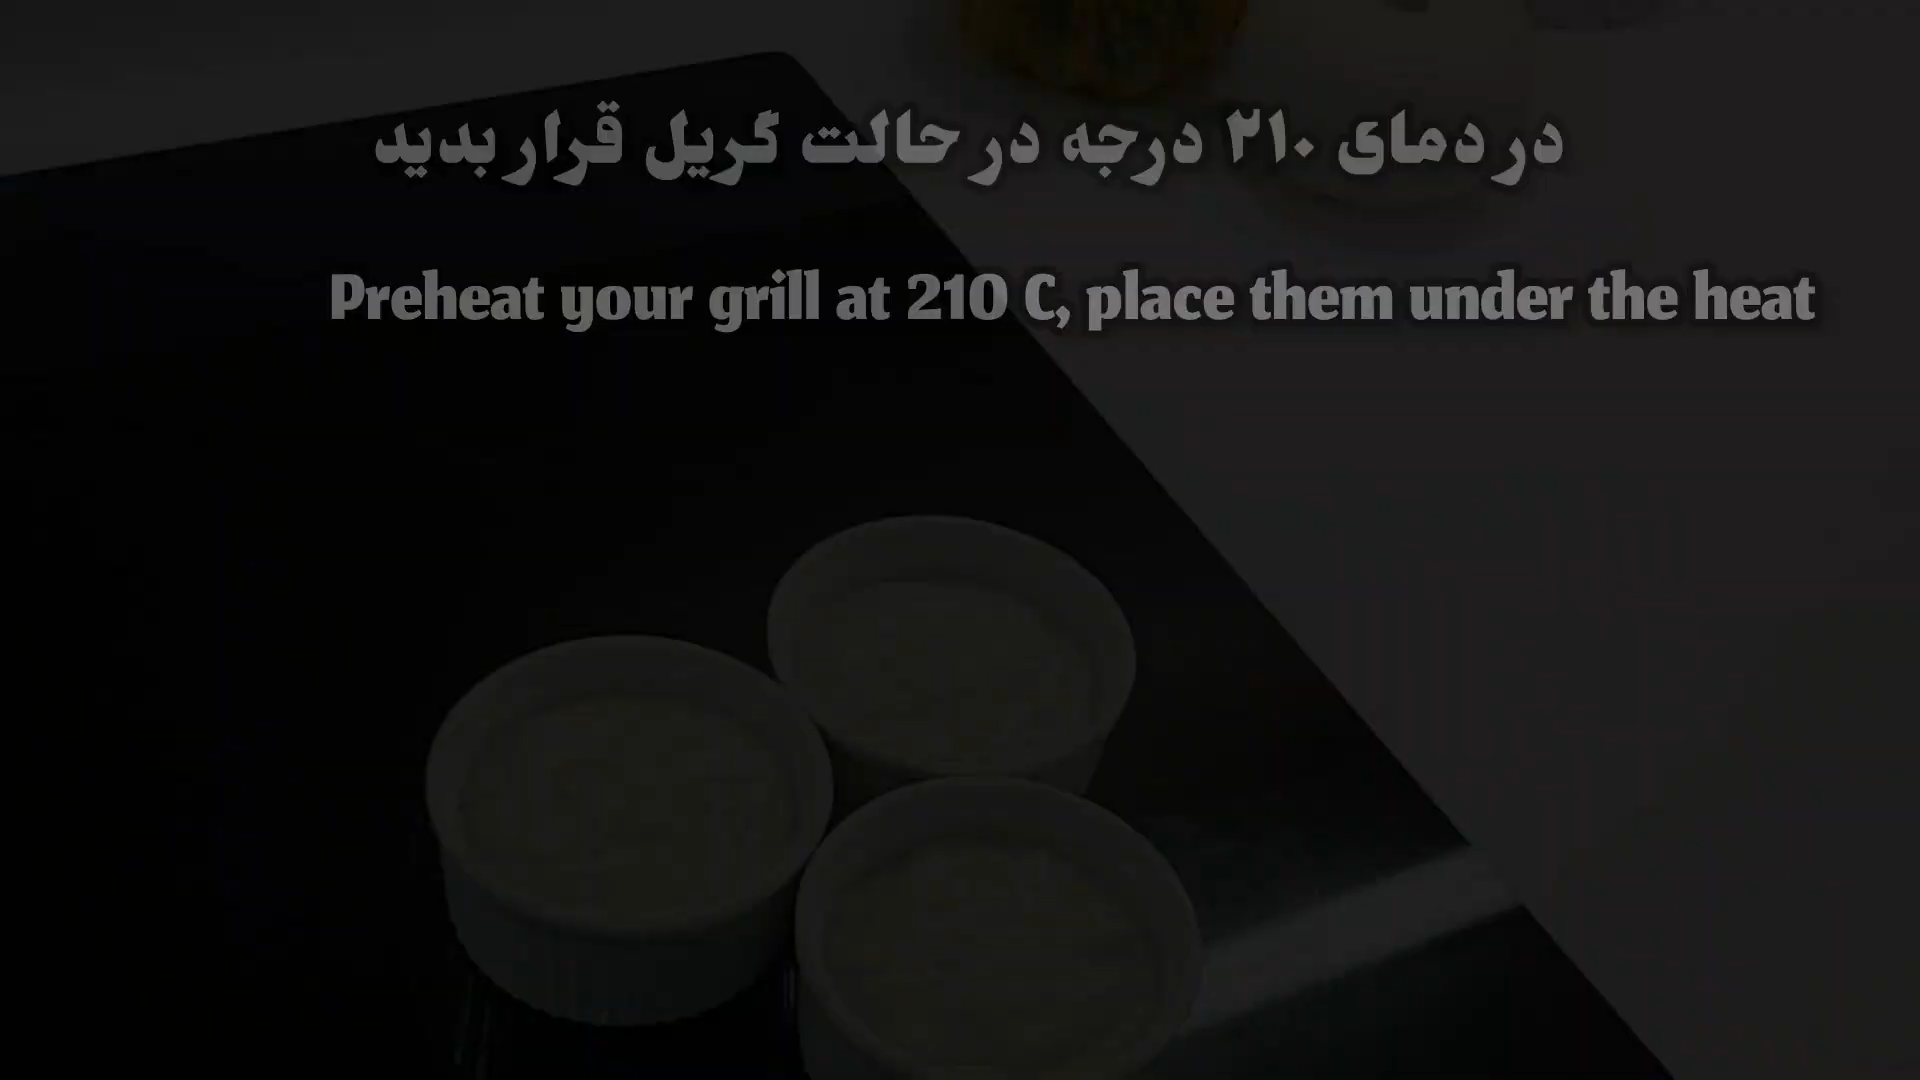 در دمای ۲۱۰ درجه در حالت گریل قرار بدید
Preheat your grill at 210 C, place them under the heat